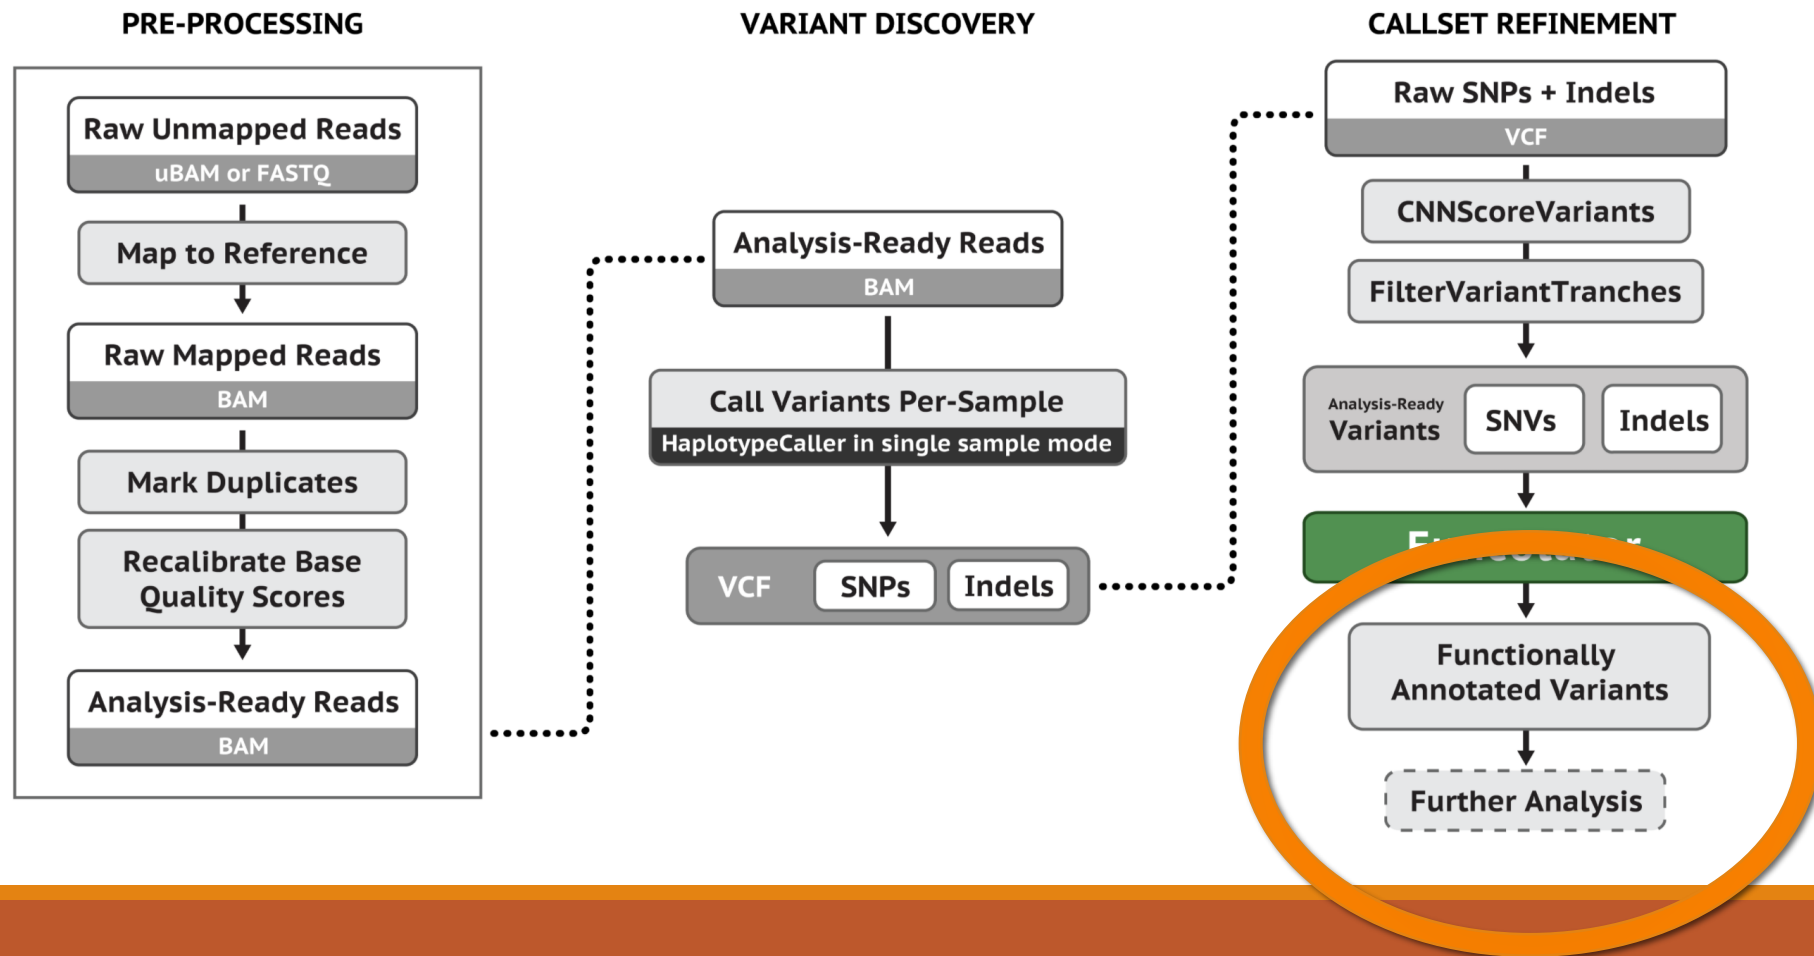 PRE-PROCESSING
Raw Unmapped Reads
uBAM or FASTQ
Map to Reference
Raw Mapped Reads
BAM
Mark Duplicates
Recalibrate Base
Quality Scores
Analysis-Ready Reads
BAM
VARIANT DISCOVERY
Analysis-Ready Reads
BAM
Call Variants Per-Sample
HaplotypeCaller in single sample mode
VCF SNPs Indels
CALLSET REFINEMENT
Raw SNPs + Indels
VCF
CNNScoreVariants
FilterVariantTranches
Analysis-Ready
Variants SNVs Indels
Functionally
Annotated Variants
Further Analysis